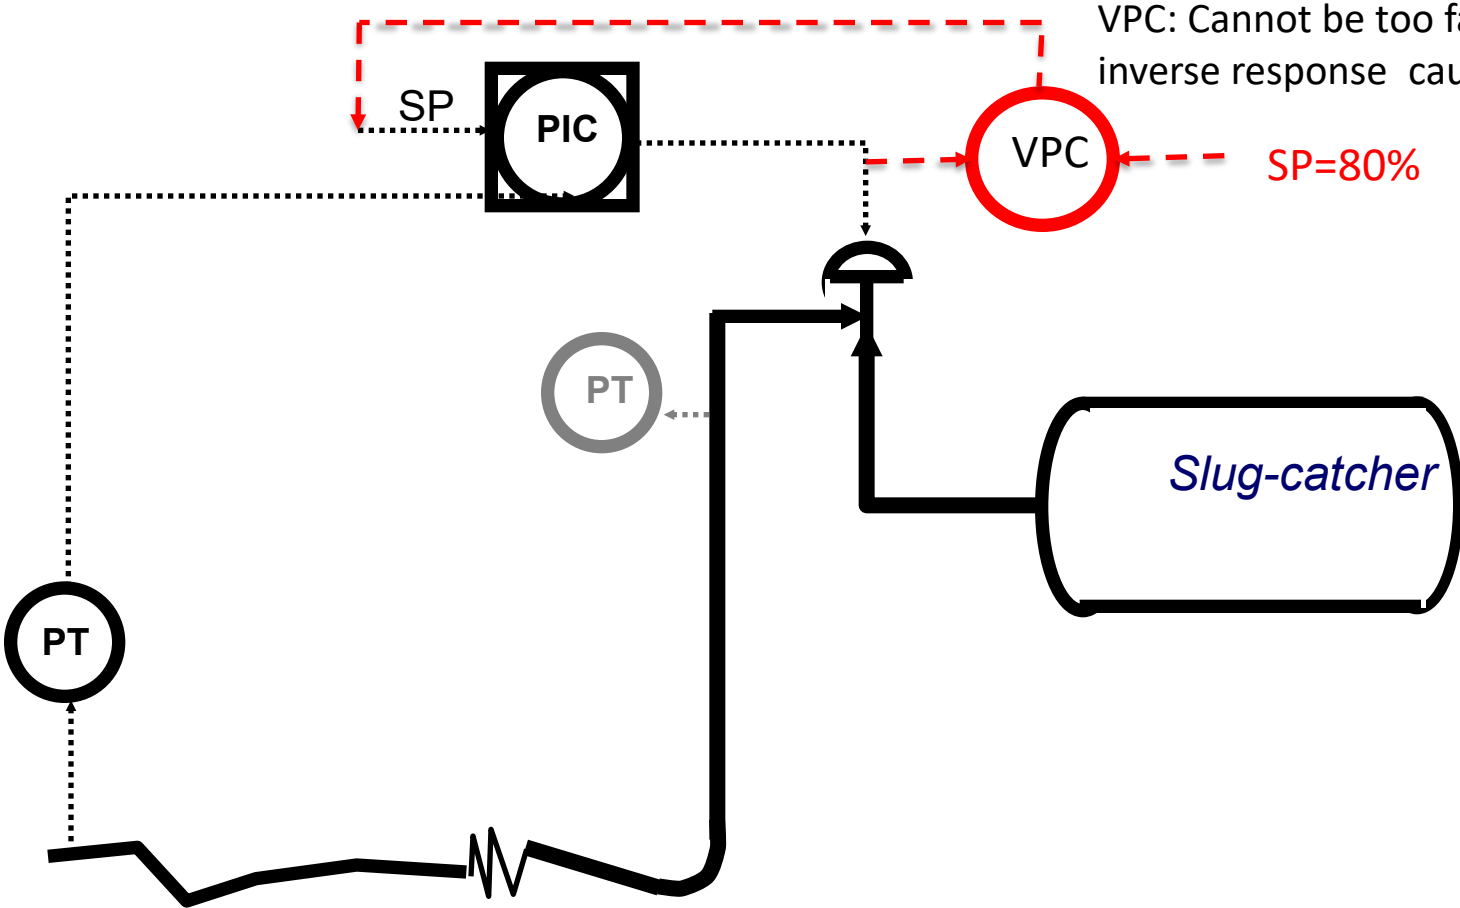 VPC: Cannot be too
inverse response
SP
PIC
VPC
SP=80%
PT
Slug-catcher
PT